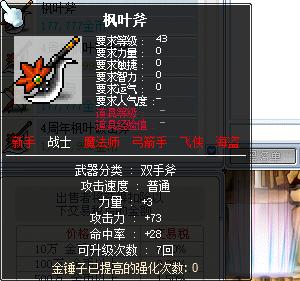 枫叶斧
枫叶斧
要求等级: 43
要求力量: -
要求敏捷: -
要求智力: -
要求运气: -
要求人气度: -
道具等级 : -
道具经验值 : -
新手 战士 魔法师 弓箭手 飞侠 海盗
武器分类 : 双手斧
攻击速度 : 普通
力量 : +3
攻击力 : +73
命中率 : +28
可升级次数 : 7回
金锤子已提高的强化次数: 0